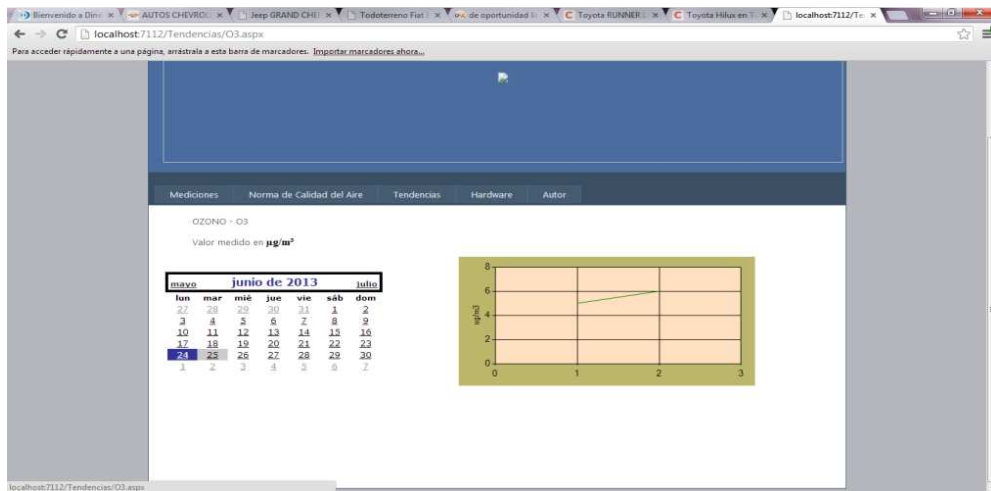 Bienvenido a Din
AUTOS CHEVROL
Jeep GRAND CHE
Todoterreno Fiat
de oportunidad
Toyota RUNNER
Toyota Hilux en T
localhost:7112/Te
localhost:7112/Tendencias/O3.aspx
Para acceder rápidamente a una página, arrástrala a esta barra de marcadores. Importar marcadores ahora...
Mediciones Norma de Calidad del Aire Tendencias Hardware Autor
OZONO - O3
Valor medido en µg/m³
mayo junio de 2013 julio
lun mar mié jue vie sáb dom
27 28 29 30 31 1 2
3 4 5 6 7 8 9
10 11 12 13 14 15 16
17 18 19 20 21 22 23
24 25 26 27 28 29 30
1 2 3 4 5 6 7
8
6
4
2
0
ug/m3
0 1 2 3
localhost:7112/Tendencias/O3.aspx